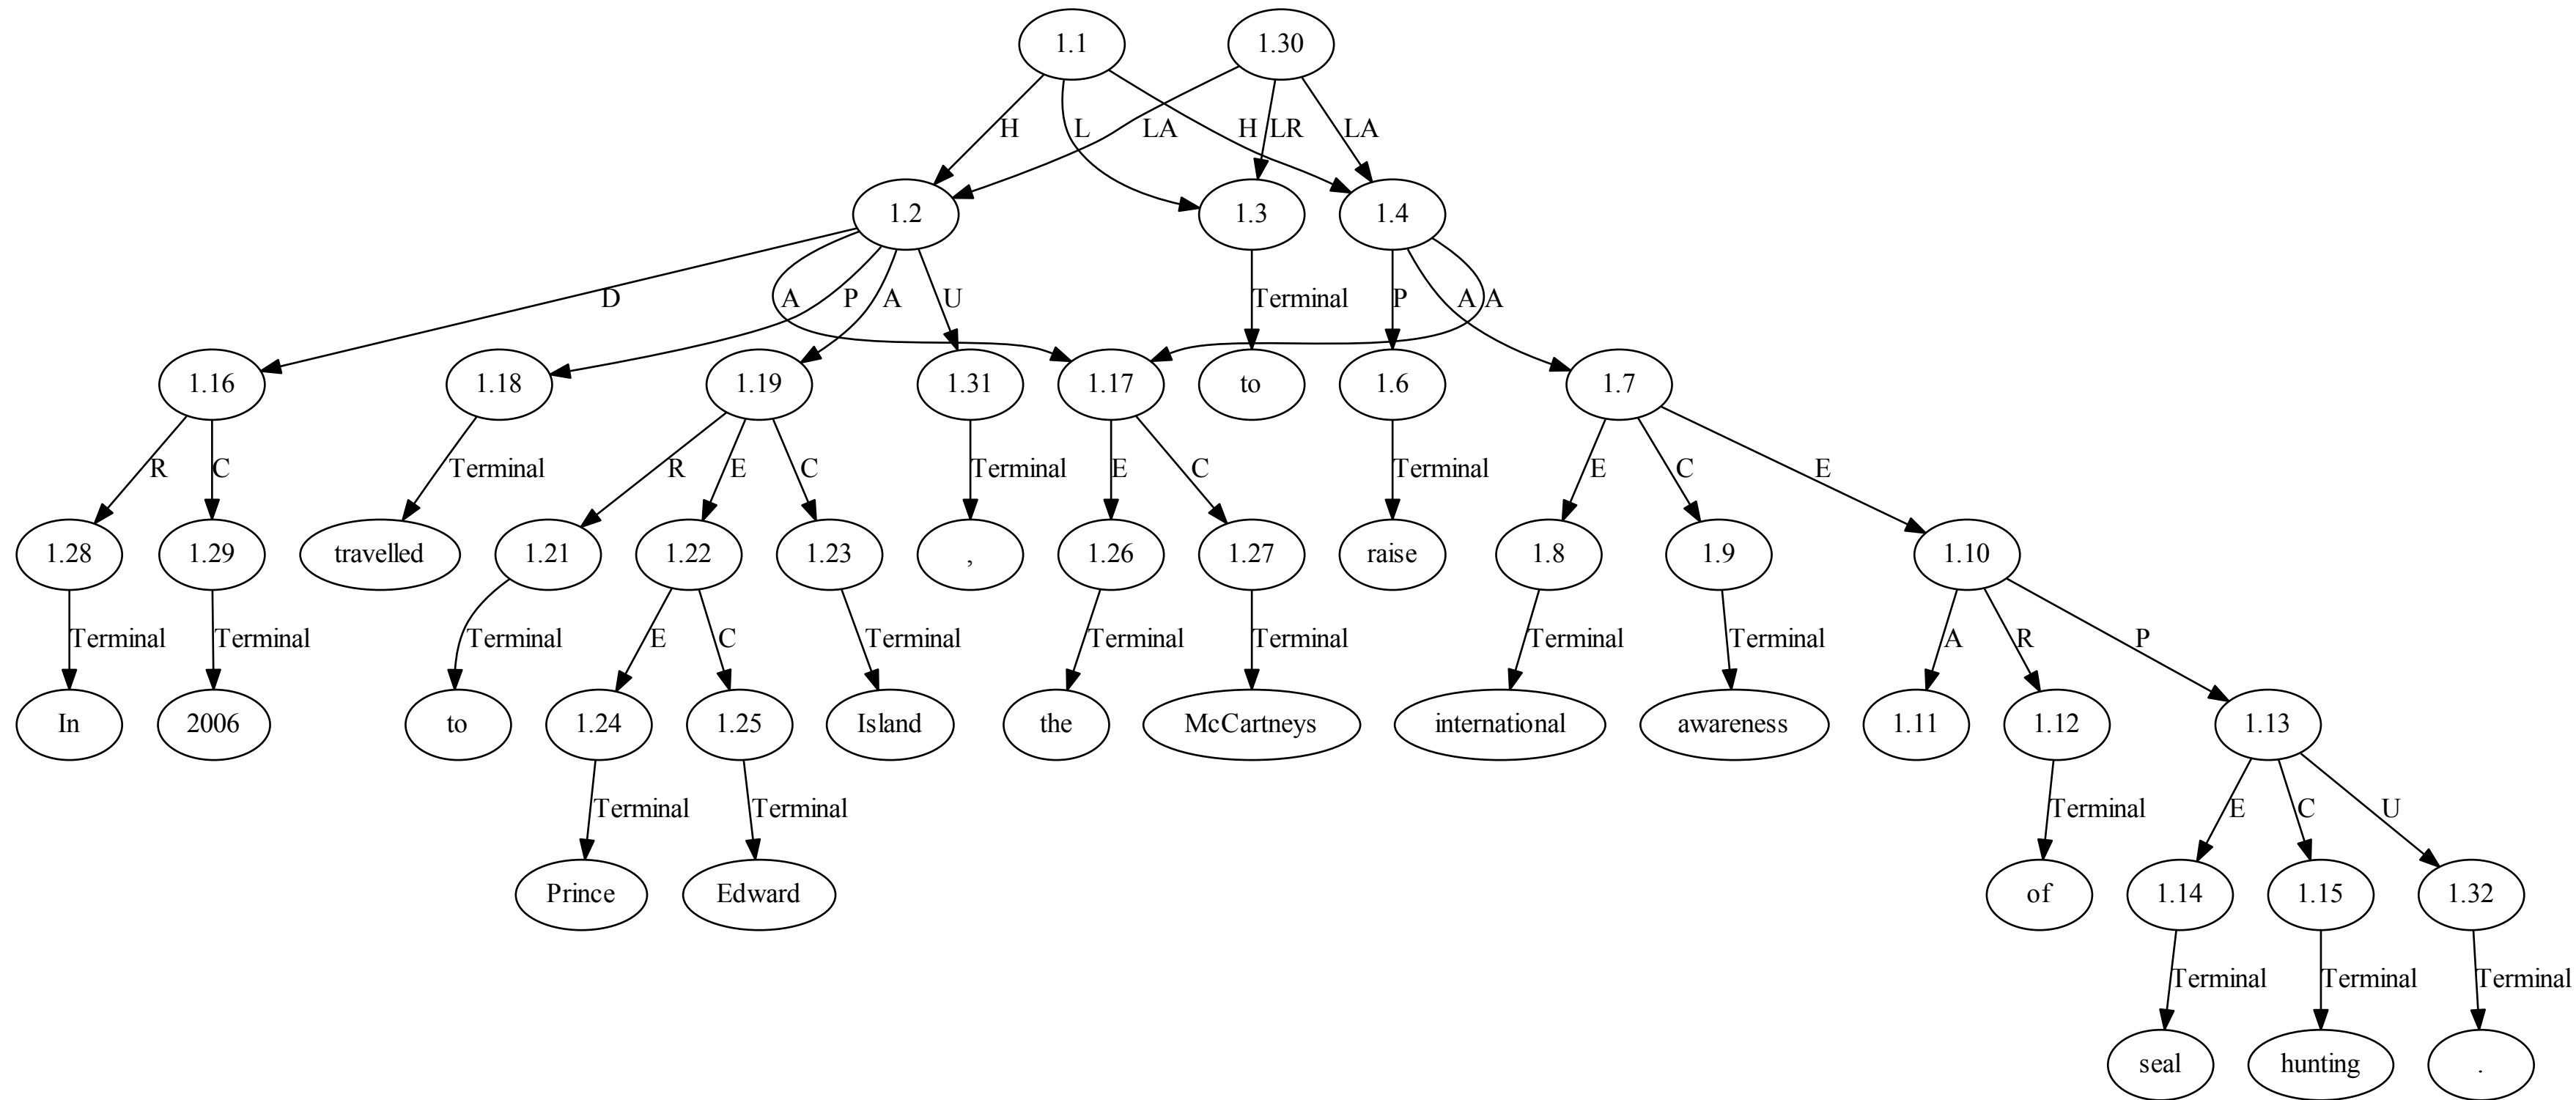 1.1 1.30
H L LA H LR LA
1.2 1.3 1.4
D A P A U Terminal P A A
1.16 1.18 1.19 1.31 1.17 to 1.6 1.7
R C Terminal R E C Terminal E C Terminal E C E
1.28 1.29 travelled 1.21 1.22 1.23 , 1.26 1.27 raise 1.8 1.9 1.10
Terminal Terminal Terminal E C Terminal Terminal Terminal Terminal Terminal A R P
In 2006 to 1.24 1.25 Island the McCartneys international awareness 1.11 1.12 1.13
Terminal Terminal Terminal E C U
Prince Edward of 1.14 1.15 1.32
Terminal Terminal Terminal
seal hunting .